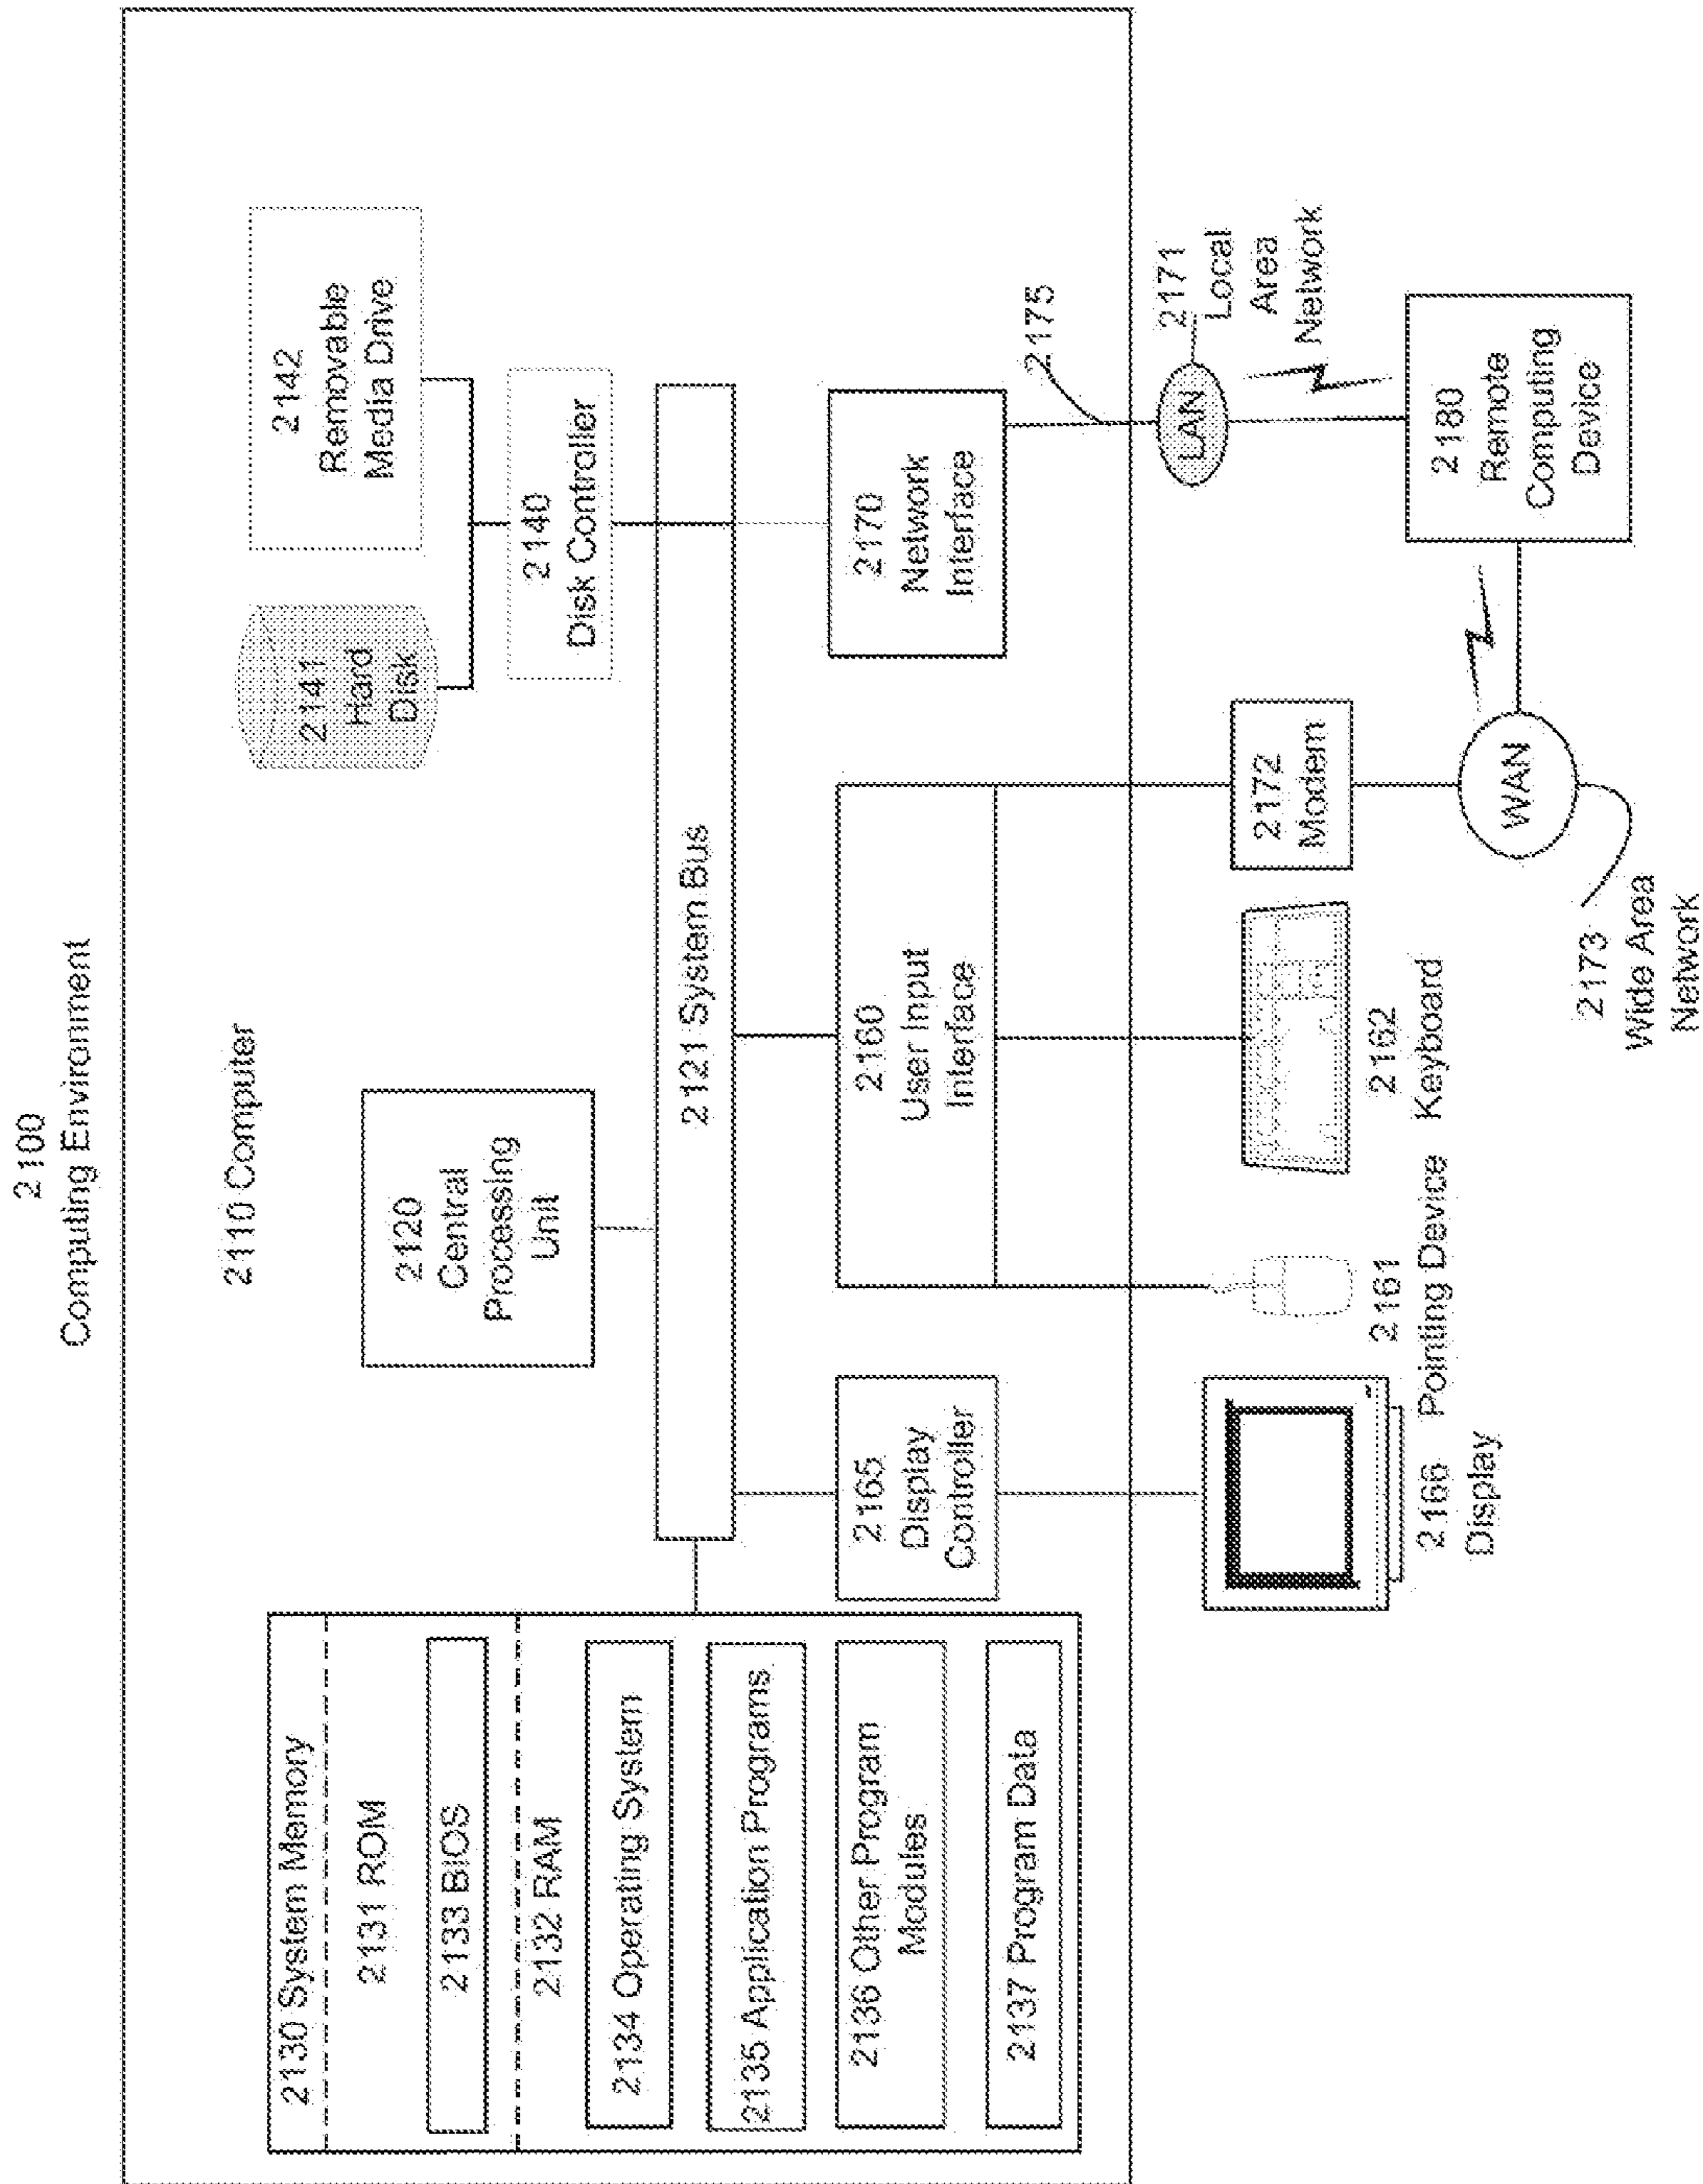 2100
Computing Environment
2110 Computer
2130 System Memory
2131 ROM
2133 BIOS
2132 RAM
2134 Operating System
2135 Application Programs
2136 Other Program
Modules
2137 Program Data
2120
Central
Processing
Unit
2141
Hard
Disk
2142
Removable
Media Drive
2140
Disk Controller
2121 System Bus
2165
Display
Controller
2160
User Input
Interface
2170
Network
Interface
2175
2166
Display
2161
Pointing Device
2162
Keyboard
2172
Modem
LAN
2171
Local
Area
Network
WAN
2173
Wide Area
Network
2180
Remote
Computing
Device